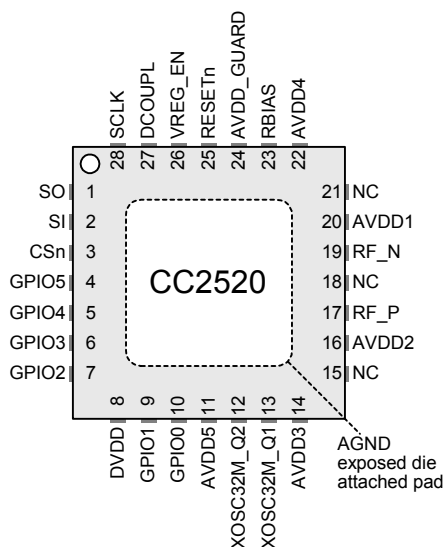 SCLK
DCOUPL
VREG_EN
RESETn
AVDD_GUARD
RBIAS
AVDD4
28 27 26 25 24 23 22
SO 1
SI 2
CSn 3
GPIO5 4
GPIO4 5
GPIO3 6
GPIO2 7
CC2520
21 NC
20 AVDD1
19 RF_N
18 NC
17 RF_P
16 AVDD2
15 NC
8 9 10 11 12 13 14
DVDD
GPIO1
GPIO0
AVDD5
XOSC32M_Q2
XOSC32M_Q1
AVDD3
AGND
exposed die
attached pad